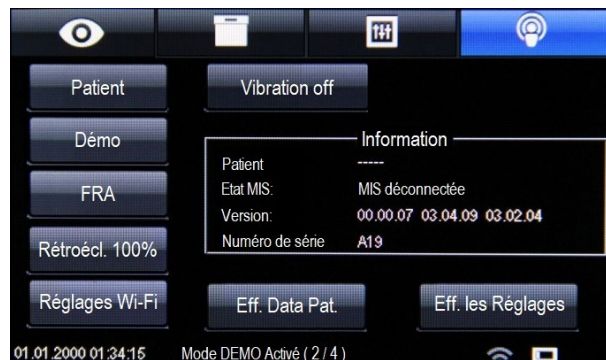 Patient
Vibration off
Démo
Information
Patient -----
FRA
Etat MIS: MIS déconnectée
Version: 00.00.07 03.04.09 03.02.04
Rétroécl. 100%
Numéro de série A19
Réglages Wi-Fi
Eff. Data Pat.
Eff. les Réglages
01.01.2000 01:34:15 Mode DEMO Activé ( 2 / 4 )